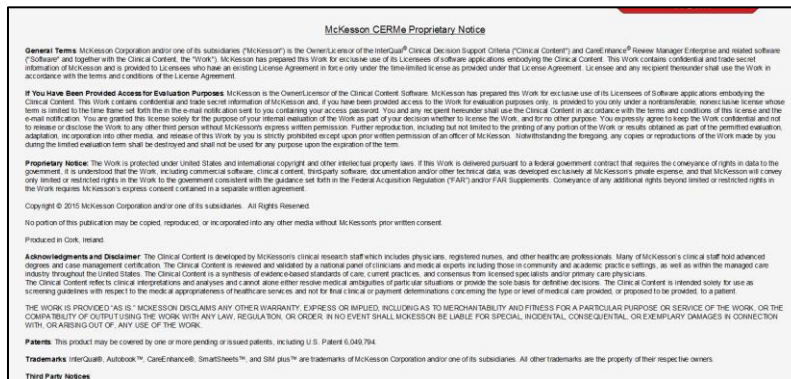 McKesson CERMe Proprietary Notice
General Terms: McKesson Corporation and/or one of its subsidiaries ("McKesson") is the Owner/Licensor of the InterQual® Clinical Decision Support Criteria ("Clinical Content") and CareEnhance® Review Manager Enterprise and related software
("Software" and together with the Clinical Content, the "Work"). McKesson has prepared this Work for exclusive use of its Licensees of software applications embodying the Clinical Content. This Work contains confidential and trade secret
information of McKesson and is provided to Licensees who have an existing License Agreement in force only under the time-limited license as provided under that License Agreement. Licensee and any recipient thereunder shall use the Work in
accordance with the terms and conditions of the License Agreement.
If You Have Been Provided Access for Evaluation Purposes: McKesson is the Owner/Licensor of the Clinical Content Software. McKesson has prepared this Work for exclusive use of its Licensees of Software applications embodying the
Clinical Content. This Work contains confidential and trade secret information of McKesson and, if you have been provided access to the Work for evaluation purposes only, is provided to you only under a nontransferable, nonexclusive license whose
term is limited to the time frame set forth in the in the e-mail notification sent to you containing your access password. You and any recipient hereunder shall use the Clinical Content in accordance with the terms and conditions of this license and the
e-mail notification. You are granted this license solely for the purpose of your internal evaluation of the Work as part of your decision whether to license the Work, and for no other purpose. You expressly agree to keep the Work confidential and not
to release or disclose the Work to any other third person without McKesson's express written permission. Further reproduction, including but not limited to the printing of any portion of the Work or results obtained as part of the permitted evaluation,
adaptation, incorporation into other media, and release of this Work by you is strictly prohibited except upon prior written permission of an officer of McKesson. Notwithstanding the foregoing, any copies or reproductions of the Work made by you
during the limited evaluation term shall be destroyed and shall not be used for any purpose upon the expiration of the term.
Proprietary Notice: The Work is protected under United States and international copyright and other intellectual property laws. If this Work is delivered pursuant to a federal government contract that requires the conveyance of rights in data to the
government, it is understood that the Work, including commercial software, clinical content, third-party software, documentation and/or other technical data, was developed exclusively at McKesson's private expense, and that McKesson will convey
only limited or restricted rights in the Work to the government consistent with the guidance set forth in the Federal Acquisition Regulation ("FAR") and/or FAR Supplements. Conveyance of any additional rights beyond limited or restricted rights in
the Work requires McKesson's express consent contained in a separate written agreement.
Copyright © 2015 McKesson Corporation and/or one of its subsidiaries. All Rights Reserved.
No portion of this publication may be copied, reproduced, or incorporated into any other media without McKesson's prior written consent.
Produced in Cork, Ireland.
Acknowledgments and Disclaimer: The Clinical Content is developed by McKesson's clinical research staff which includes physicians, registered nurses, and other healthcare professionals. Many of McKesson's clinical staff hold advanced
degrees and case management certification. The Clinical Content is reviewed and validated by a national panel of clinicians and medical experts including those in community and academic practice settings, as well as within the managed care
industry throughout the United States. The Clinical Content is a synthesis of evidence-based standards of care, current practices, and consensus from licensed specialists and/or primary care physicians.
The Clinical Content reflects clinical interpretations and analyses and cannot alone either resolve medical ambiguities of particular situations or provide the sole basis for definitive decisions. The Clinical Content is intended solely for use as
screening guidelines with respect to the medical appropriateness of healthcare services and not for final clinical or payment determinations concerning the type or level of medical care provided, or proposed to be provided, to a patient.
THE WORK IS PROVIDED "AS IS." MCKESSON DISCLAIMS ANY OTHER WARRANTY, EXPRESS OR IMPLIED, INCLUDING AS TO MERCHANTABILITY AND FITNESS FOR A PARTICULAR PURPOSE OR SERVICE OF THE WORK, OR THE
COMPATIBILITY OF OUTPUT USING THE WORK WITH ANY LAW, REGULATION, OR ORDER. IN NO EVENT SHALL MCKESSON BE LIABLE FOR SPECIAL, INCIDENTAL, CONSEQUENTIAL, OR EXEMPLARY DAMAGES IN CONNECTION
WITH, OR ARISING OUT OF, ANY USE OF THE WORK.
Patents: This product may be covered by one or more pending or issued patents, including U.S. Patent 6,049,794.
Trademarks: InterQual®, Autobook™, CareEnhance®, SmartSheets™, and SIM plus™ are trademarks of McKesson Corporation and/or one of its subsidiaries. All other trademarks are the property of their respective owners.
Third Party Notices: